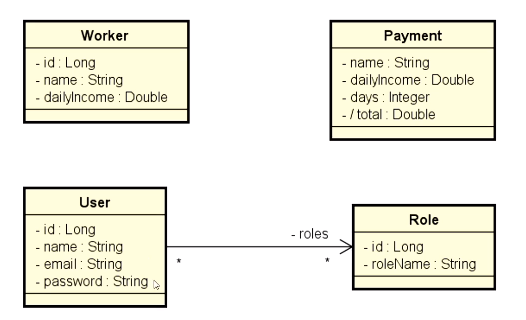 Worker
- id : Long
- name : String
- dailyIncome : Double
Payment
- name : String
- dailyIncome : Double
- days : Integer
- / total : Double
User
- id : Long
- name : String
- email : String
- password : String
- roles
*
*
Role
- id : Long
- roleName : String